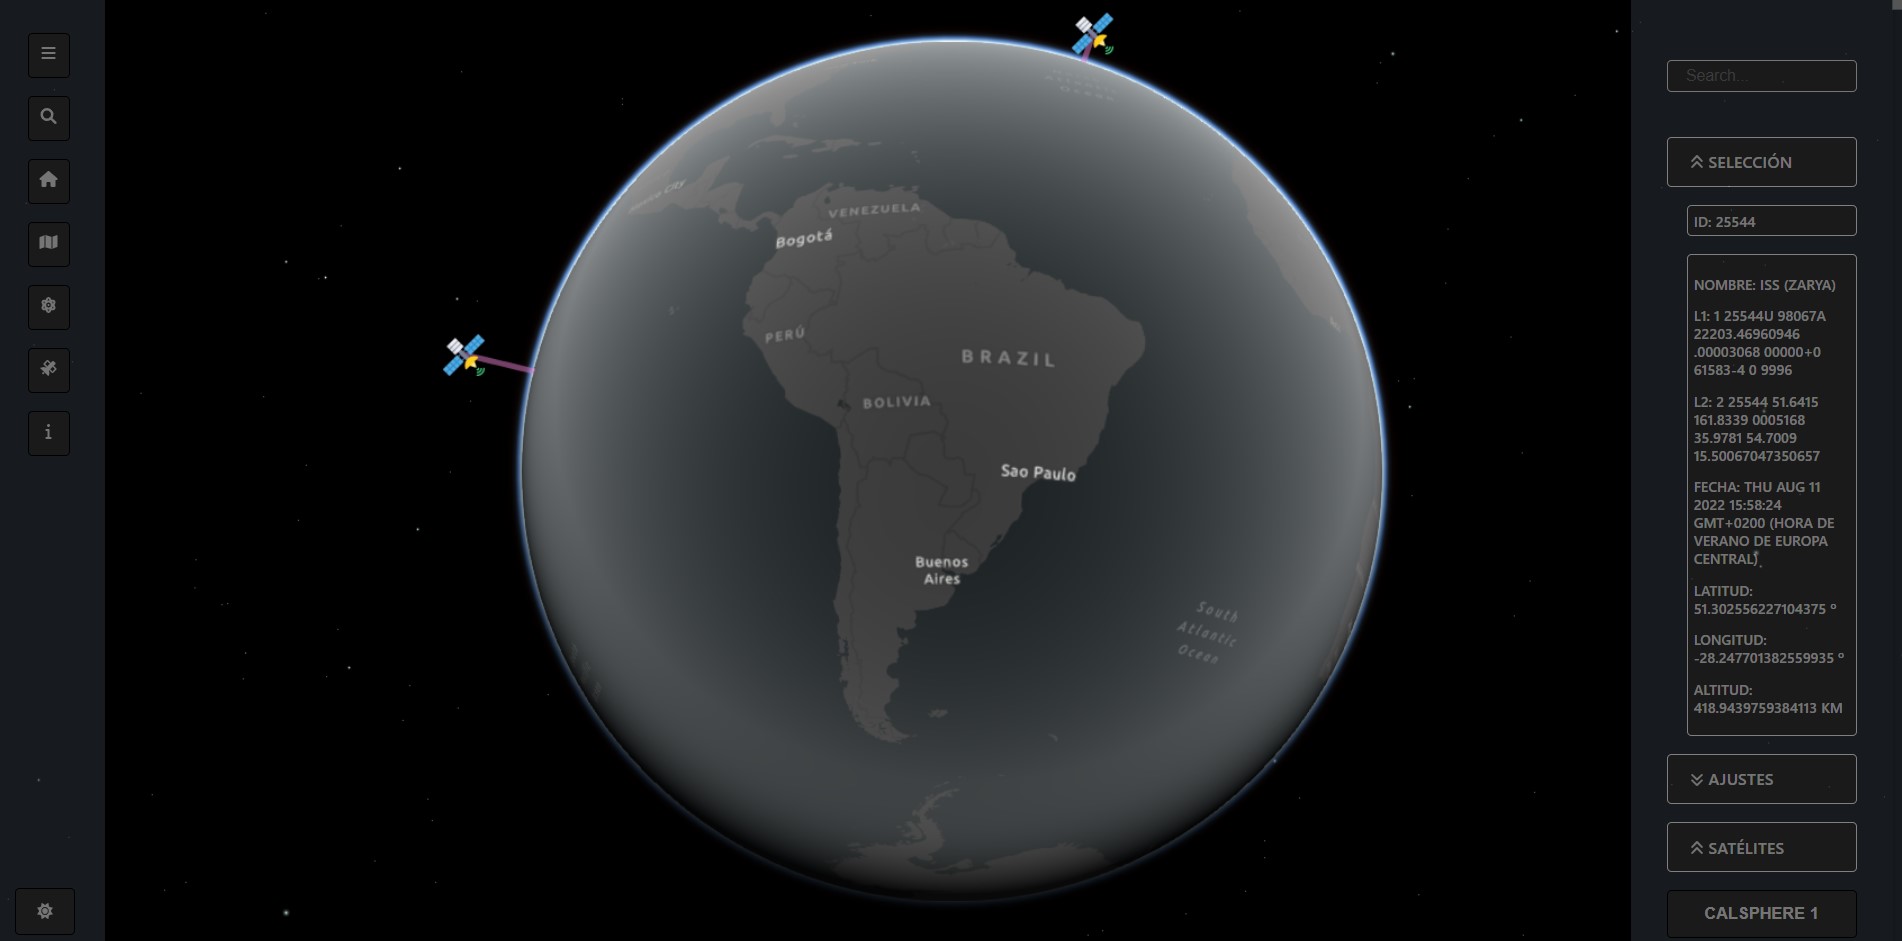 Search...
SELECCIÓN
ID: 25544
NOMBRE: ISS (ZARYA)
L1: 1 25544U 98067A
22203.46960946
.00003068 00000+0
61583-4 0 9996
L2: 2 25544 51.6415
161.8339 0005168
35.9781 54.7009
15.50067047350657
FECHA: THU AUG 11
2022 15:58:24
GMT+0200 (HORA DE
VERANO DE EUROPA
CENTRAL)
LATITUD:
51.302556227104375 º
LONGITUD:
-28.247701382559935 º
ALTITUD:
418.9439759384113 KM
AJUSTES
SATÉLITES
CALSPHERE 1
Atlantic
Ocean
City
VENEZUELA
Bogotá
PERÚ
BRAZIL
BOLIVIA
Sao Paulo
Buenos
Aires
South
Atlantic
Ocean